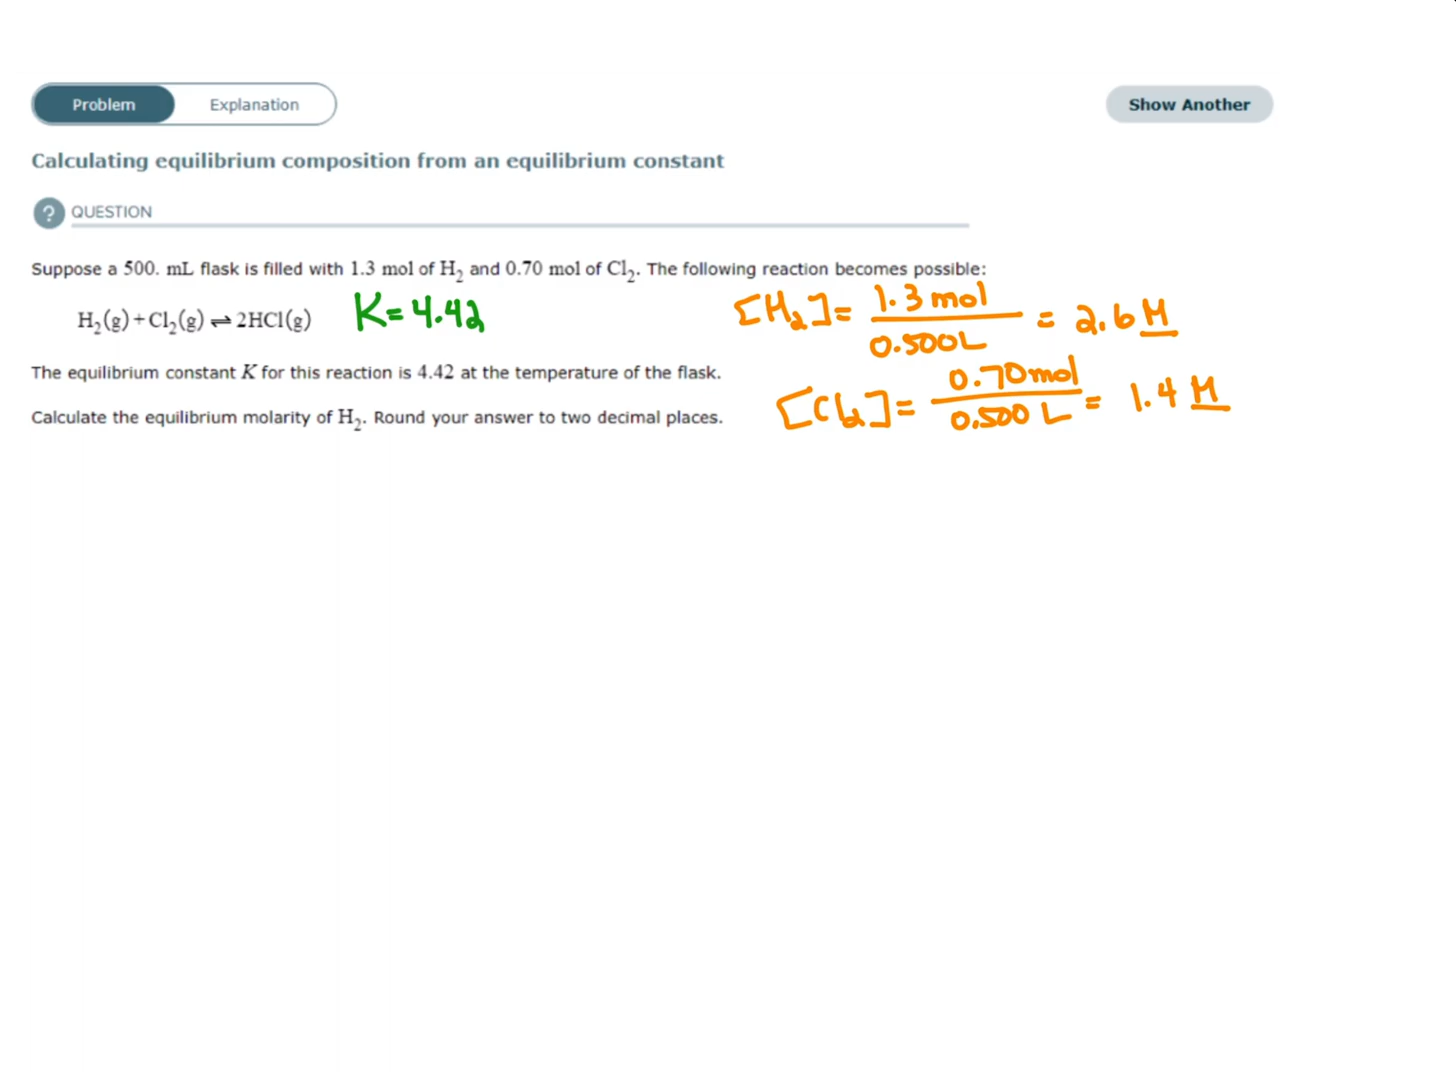 Problem Explanation Show Another
Calculating equilibrium composition from an equilibrium constant
? QUESTION
Suppose a 500. mL flask is filled with 1.3 mol of H₂ and 0.70 mol of Cl₂. The following reaction becomes possible:
H₂(g)+Cl₂(g)⇌2HCl(g) K=4.42
[H₂]= 1.3 mol / 0.500L = 2.6 M
The equilibrium constant K for this reaction is 4.42 at the temperature of the flask.
Calculate the equilibrium molarity of H₂. Round your answer to two decimal places.
[Cl₂]= 0.70 mol / 0.500 L = 1.4 M